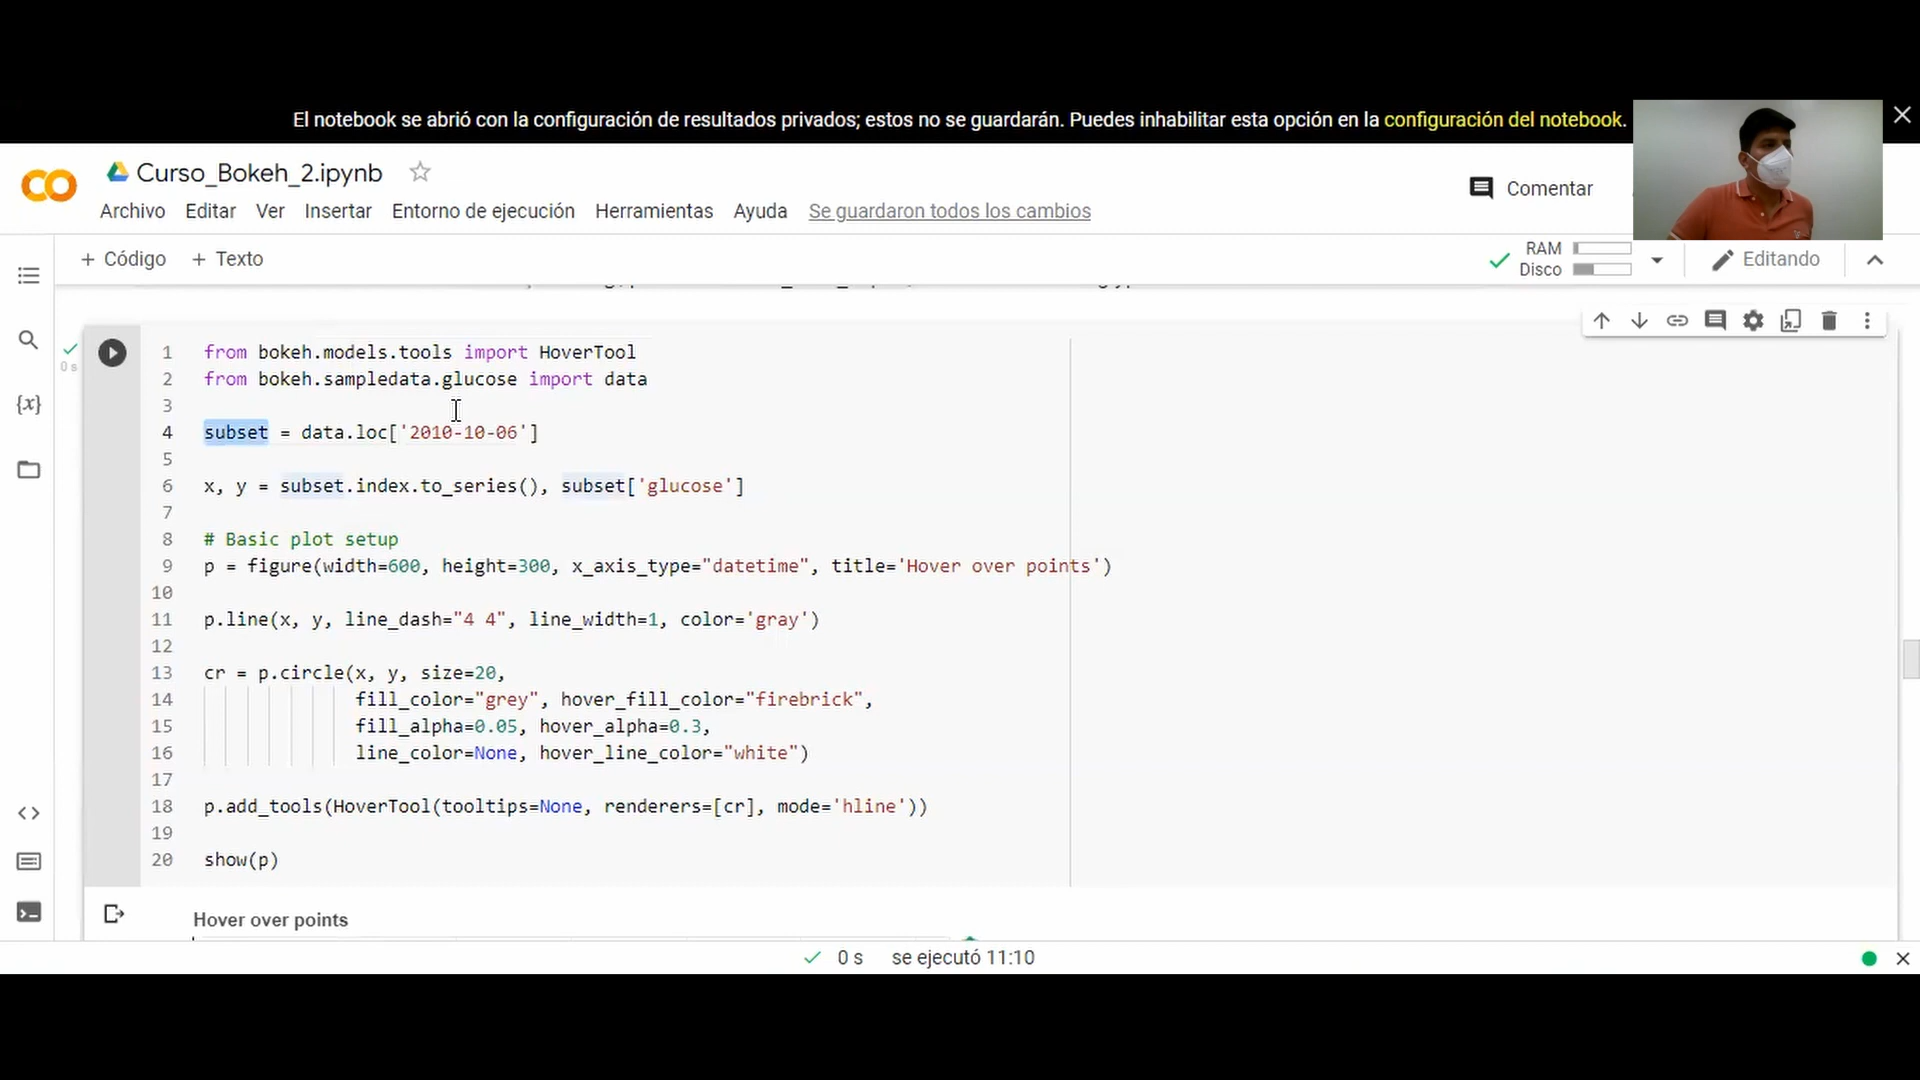 El notebook se abrió con la configuración de resultados privados; estos no se guardarán. Puedes inhabilitar esta opción en la configuración del notebook.
Curso_Bokeh_2.ipynb
Comentar
Archivo Editar Ver Insertar Entorno de ejecución Herramientas Ayuda Se guardaron todos los cambios
+ Código + Texto
RAM
Disco
Editando
0 s
1 from bokeh.models.tools import HoverTool
2 from bokeh.sampledata.glucose import data
3
4 subset = data.loc['2010-10-06']
5
6 x, y = subset.index.to_series(), subset['glucose']
7
8 # Basic plot setup
9 p = figure(width=600, height=300, x_axis_type="datetime", title='Hover over points')
10
11 p.line(x, y, line_dash="4 4", line_width=1, color='gray')
12
13 cr = p.circle(x, y, size=20,
14 fill_color="grey", hover_fill_color="firebrick",
15 fill_alpha=0.05, hover_alpha=0.3,
16 line_color=None, hover_line_color="white")
17
18 p.add_tools(HoverTool(tooltips=None, renderers=[cr], mode='hline'))
19
20 show(p)
Hover over points
0 s se ejecutó 11:10